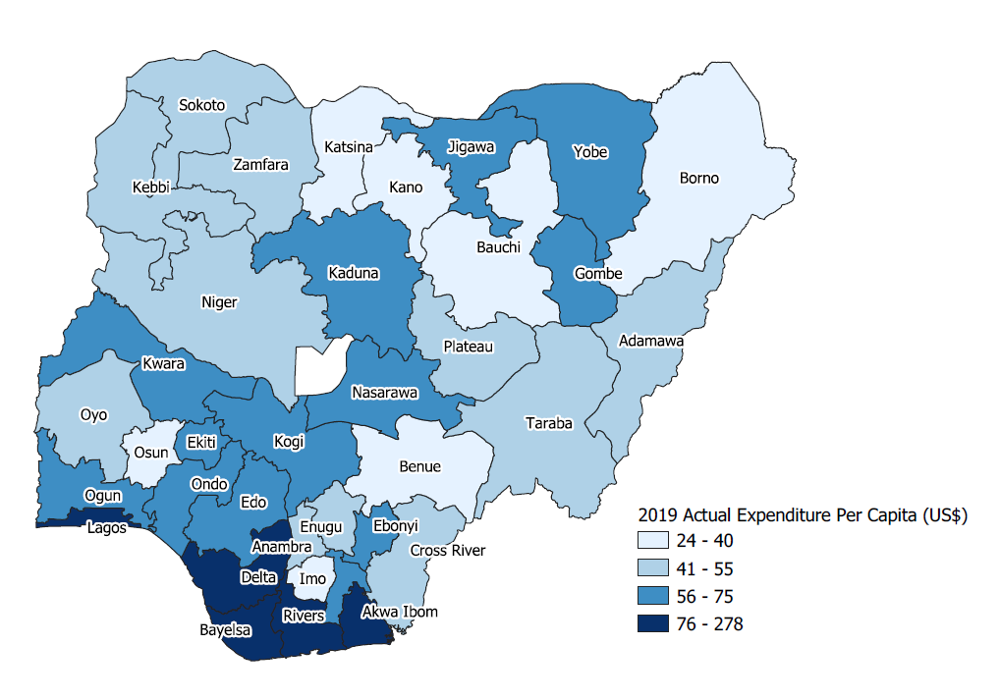 Sokoto
Katsina
Jigawa
Yobe
Zamfara
Borno
Kebbi
Kano
Bauchi
Kaduna
Gombe
Niger
Adamawa
Plateau
Kwara
Nasarawa
Oyo
Taraba
Ekiti
Kogi
Osun
Benue
Ondo
Ogun
Edo
2019 Actual Expenditure Per Capita (US$)
Lagos
Enugu
Ebonyi
24 - 40
Anambra
Cross River
41 - 55
Delta
Imo
56 - 75
Rivers
Akwa Ibom
76 - 278
Bayelsa